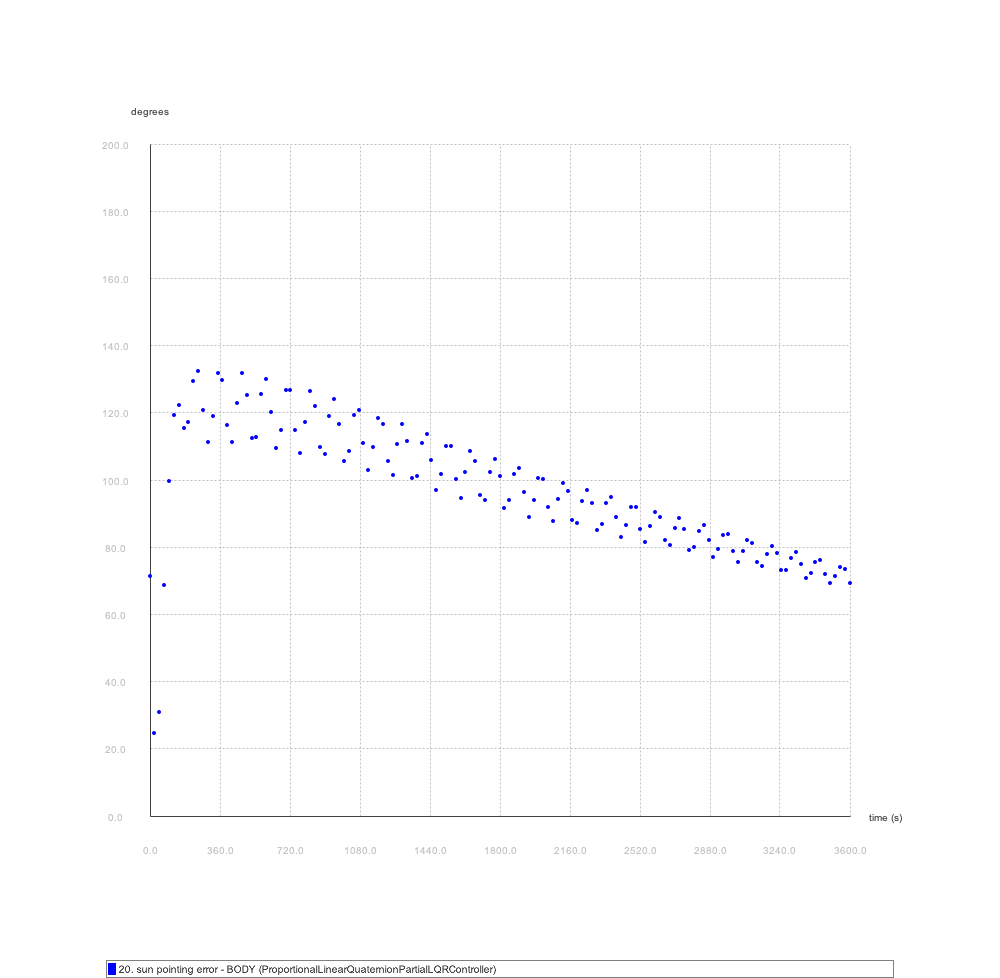 degrees
200.0
180.0
160.0
140.0
120.0
100.0
80.0
60.0
40.0
20.0
0.0
time (s)
0.0 360.0 720.0 1080.0 1440.0 1800.0 2160.0 2520.0 2880.0 3240.0 3600.0
20. sun pointing error - BODY (ProportionalLinearQuaternionPartialLQRController)